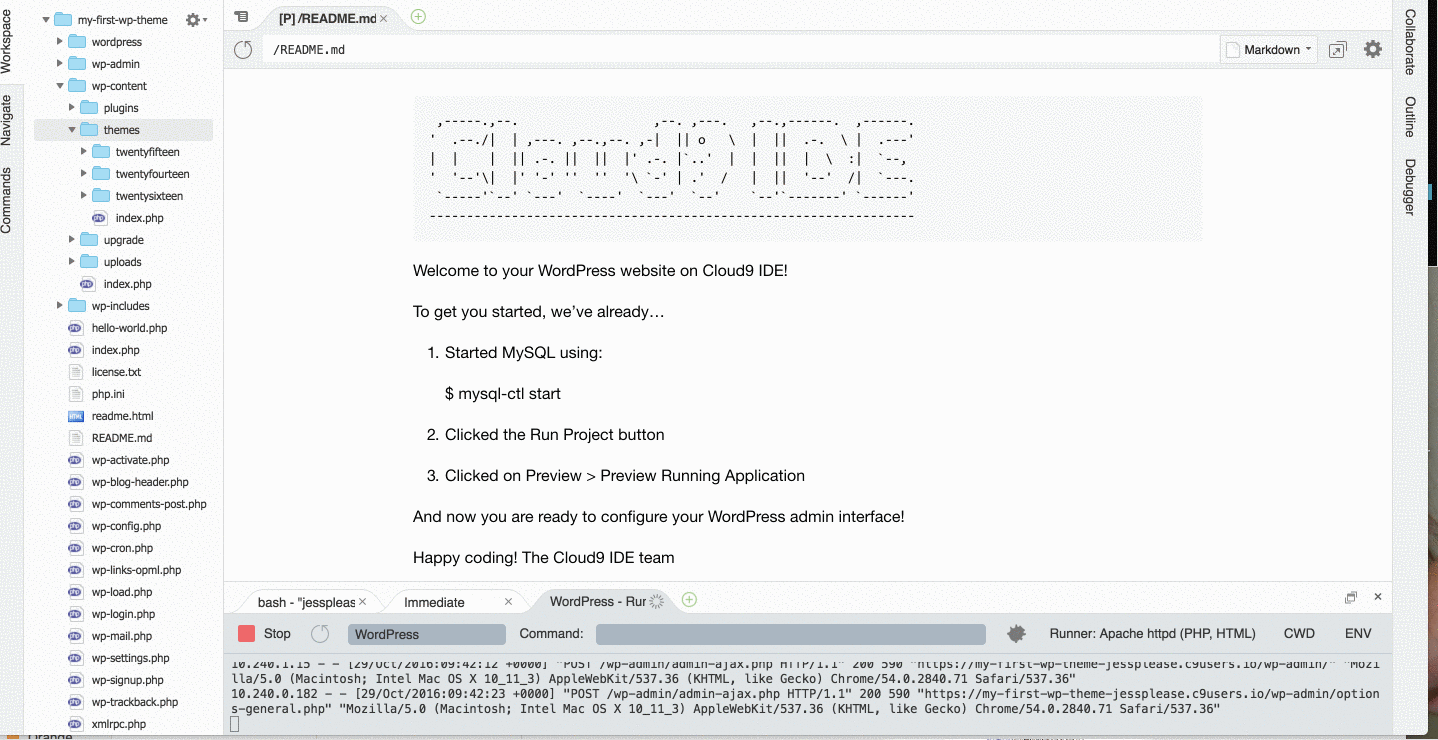 Workspace
Navigate
Commands
my-first-wp-theme
wordpress
wp-admin
wp-content
plugins
themes
twentyfifteen
twentyfourteen
twentysixteen
index.php
upgrade
uploads
index.php
wp-includes
hello-world.php
index.php
license.txt
php.ini
readme.html
README.md
wp-activate.php
wp-blog-header.php
wp-comments-post.php
wp-config.php
wp-cron.php
wp-links-opml.php
wp-load.php
wp-login.php
wp-mail.php
wp-settings.php
wp-signup.php
wp-trackback.php
xmlrpc.php
[P] /README.md
/README.md
Markdown
Cloud9 IDE
Welcome to your WordPress website on Cloud9 IDE!
To get you started, we’ve already…
1. Started MySQL using:
$ mysql-ctl start
2. Clicked the Run Project button
3. Clicked on Preview > Preview Running Application
And now you are ready to configure your WordPress admin interface!
Happy coding! The Cloud9 IDE team
Collaborate
Outline
Debugger
bash - "jesspleas
Immediate
WordPress - Run
Stop
WordPress
Command:
Runner: Apache httpd (PHP, HTML)
CWD
ENV
10.240.1.15 - - [29/Oct/2016:09:42:12 +0000] "POST /wp-admin/admin-ajax.php HTTP/1.1" 200 590 "https://my-first-wp-theme-jessplease.c9users.io/wp-admin/" "Mozi
lla/5.0 (Macintosh; Intel Mac OS X 10_11_3) AppleWebKit/537.36 (KHTML, like Gecko) Chrome/54.0.2840.71 Safari/537.36"
10.240.0.182 - - [29/Oct/2016:09:42:23 +0000] "POST /wp-admin/admin-ajax.php HTTP/1.1" 200 590 "https://my-first-wp-theme-jessplease.c9users.io/wp-admin/option
s-general.php" "Mozilla/5.0 (Macintosh; Intel Mac OS X 10_11_3) AppleWebKit/537.36 (KHTML, like Gecko) Chrome/54.0.2840.71 Safari/537.36"
Orange